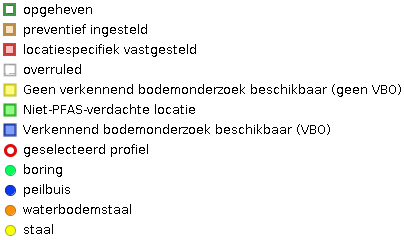 opgeheven
preventief ingesteld
locatiespecifiek vastgesteld
overruled
Geen verkennend bodemonderzoek beschikbaar (geen VBO)
Niet-PFAS-verdachte locatie
Verkennend bodemonderzoek beschikbaar (VBO)
geselecteerd profiel
boring
peilbuis
waterbodemstaal
staal